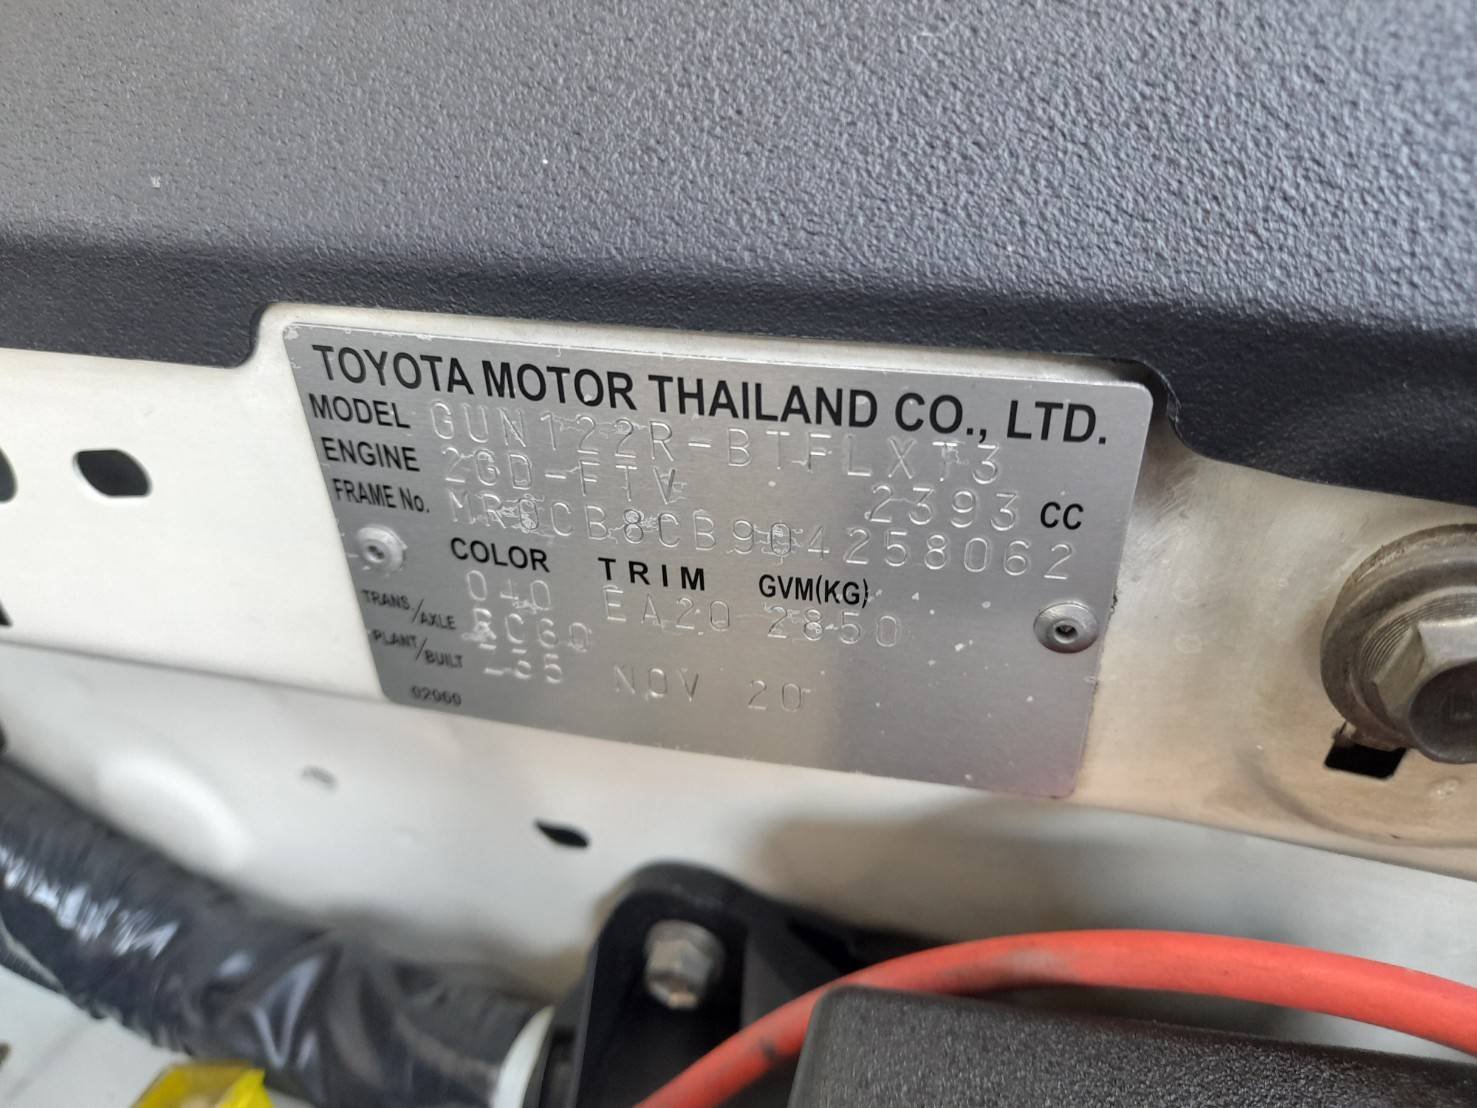 TOYOTA MOTOR THAILAND CO., LTD.
MODEL GUN122R-BTFLXT3
ENGINE 2GD-FTV 2393 CC
FRAME No. MR0CB8CB904258062
COLOR TRIM GVM(KG)
040 EA20 2850
TRANS./AXLE RC60
PLANT/BUILT NOV 20
02060